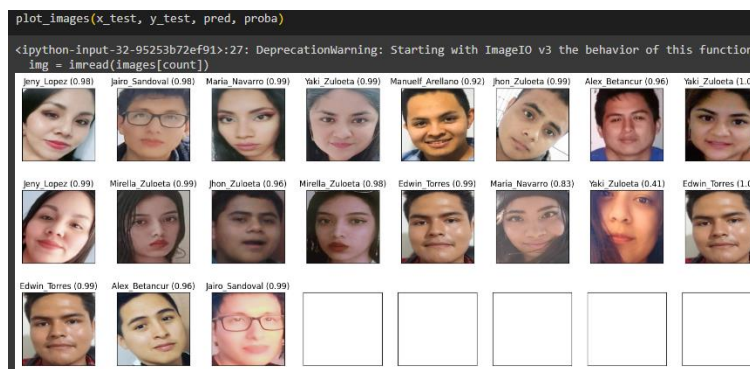 plot_images(x_test, y_test, pred, proba)
<ipython-input-32-95253b72ef91>:27: DeprecationWarning: Starting with ImageIO v3 the behavior of this function
img = imread(images[count])
Jeny_Lopez (0.98) Jairo_Sandoval (0.98) Maria_Navarro (0.99) Yaki_Zuloeta (0.99) Manuelf_Arellano (0.92) Jhon_Zuloeta (0.99) Alex_Betancur (0.96) Yaki_Zuloeta (1.0
Jeny_Lopez (0.99) Mirella_Zuloeta (0.99) Jhon_Zuloeta (0.96) Mirella_Zuloeta (0.98) Edwin_Torres (0.99) Maria_Navarro (0.83) Yaki_Zuloeta (0.41) Edwin_Torres (1.0
Edwin_Torres (0.99) Alex_Betancur (0.96) Jairo_Sandoval (0.99)